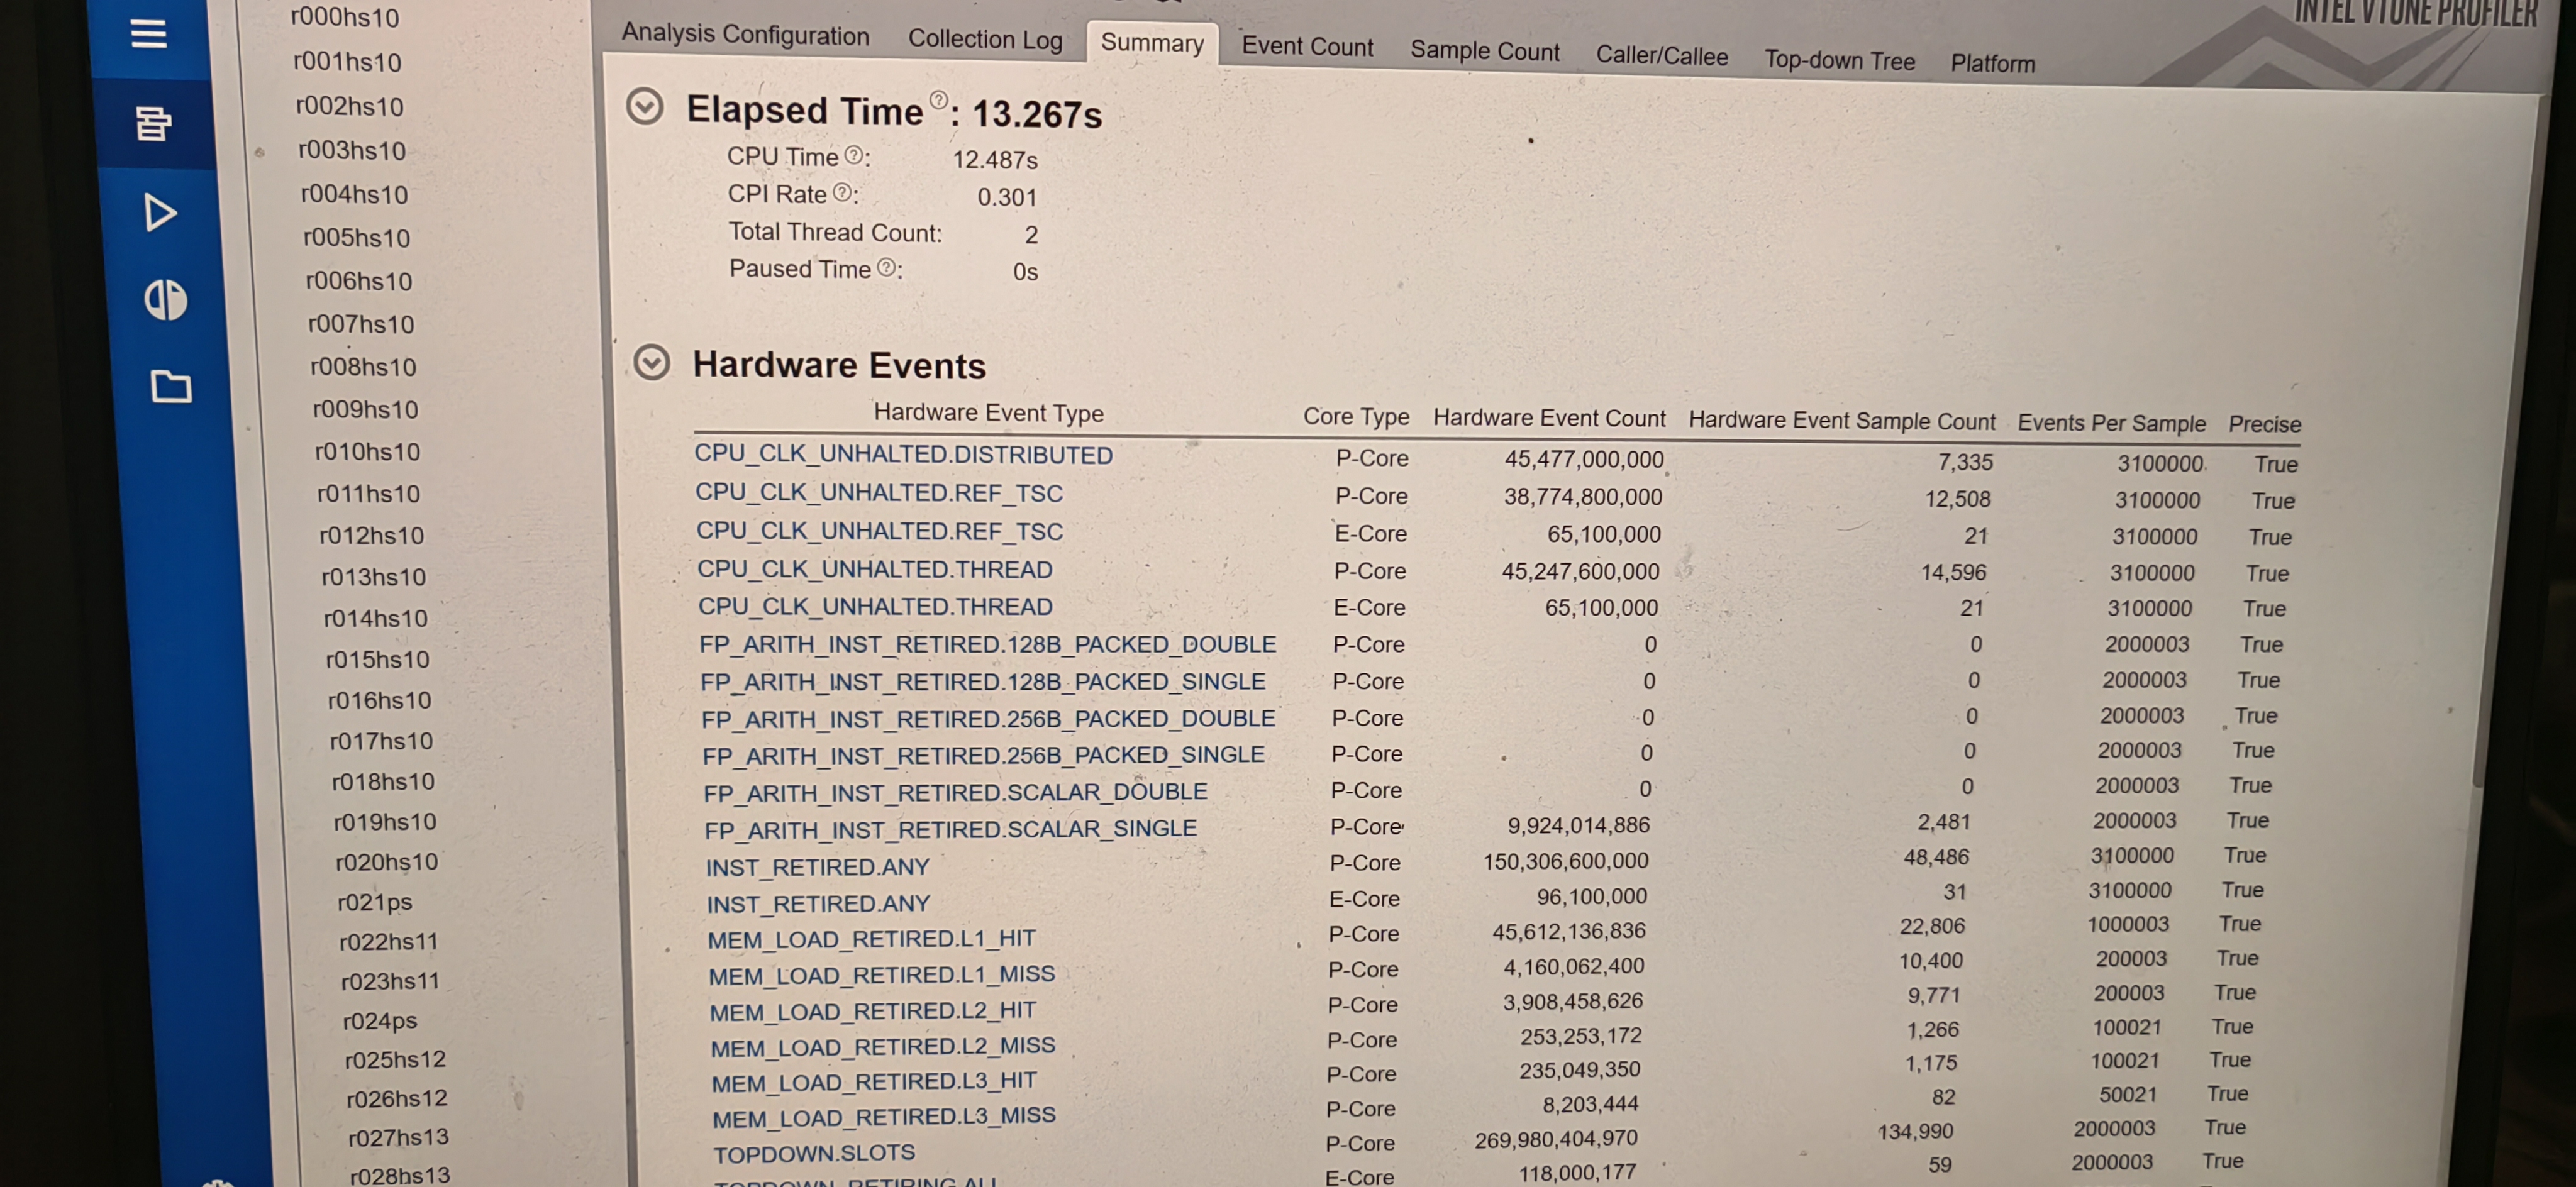 INTEL VTUNE PROFILER
Analysis Configuration Collection Log Summary Event Count Sample Count Caller/Callee Top-down Tree Platform
r000hs10
r001hs10
r002hs10
r003hs10
r004hs10
r005hs10
r006hs10
r007hs10
r008hs10
r009hs10
r010hs10
r011hs10
r012hs10
r013hs10
r014hs10
r015hs10
r016hs10
r017hs10
r018hs10
r019hs10
r020hs10
r021ps
r022hs11
r023hs11
r024ps
r025hs12
r026hs12
r027hs13
r028hs13
Elapsed Time ?: 13.267s
CPU Time ?: 12.487s
CPI Rate ?: 0.301
Total Thread Count: 2
Paused Time ?: 0s
Hardware Events
Hardware Event Type Core Type Hardware Event Count Hardware Event Sample Count Events Per Sample Precise
CPU_CLK_UNHALTED.DISTRIBUTED P-Core 45,477,000,000 7,335 3100000 True
CPU_CLK_UNHALTED.REF_TSC P-Core 38,774,800,000 12,508 3100000 True
CPU_CLK_UNHALTED.REF_TSC E-Core 65,100,000 21 3100000 True
CPU_CLK_UNHALTED.THREAD P-Core 45,247,600,000 14,596 3100000 True
CPU_CLK_UNHALTED.THREAD E-Core 65,100,000 21 3100000 True
FP_ARITH_INST_RETIRED.128B_PACKED_DOUBLE P-Core 0 0 2000003 True
FP_ARITH_INST_RETIRED.128B_PACKED_SINGLE P-Core 0 0 2000003 True
FP_ARITH_INST_RETIRED.256B_PACKED_DOUBLE P-Core 0 0 2000003 True
FP_ARITH_INST_RETIRED.256B_PACKED_SINGLE P-Core 0 0 2000003 True
FP_ARITH_INST_RETIRED.SCALAR_DOUBLE P-Core 0 0 2000003 True
FP_ARITH_INST_RETIRED.SCALAR_SINGLE P-Core 9,924,014,886 2,481 2000003 True
INST_RETIRED.ANY P-Core 150,306,600,000 48,486 3100000 True
INST_RETIRED.ANY E-Core 96,100,000 31 3100000 True
MEM_LOAD_RETIRED.L1_HIT P-Core 45,612,136,836 22,806 1000003 True
MEM_LOAD_RETIRED.L1_MISS P-Core 4,160,062,400 10,400 200003 True
MEM_LOAD_RETIRED.L2_HIT P-Core 3,908,458,626 9,771 200003 True
MEM_LOAD_RETIRED.L2_MISS P-Core 253,253,172 1,266 100021 True
MEM_LOAD_RETIRED.L3_HIT P-Core 235,049,350 1,175 100021 True
MEM_LOAD_RETIRED.L3_MISS P-Core 8,203,444 82 50021 True
TOPDOWN.SLOTS P-Core 269,980,404,970 134,990 2000003 True
TOPDOWN_RETIRING.ALL E-Core 118,000,177 59 2000003 True